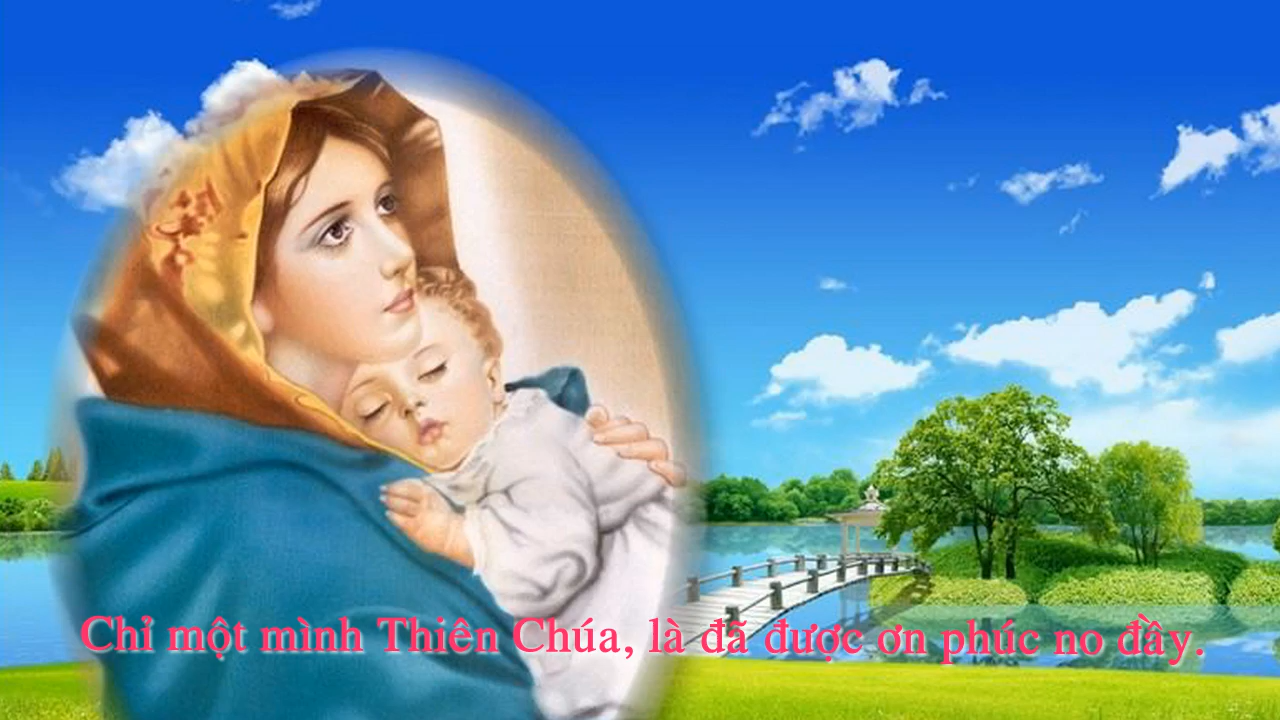 Chỉ một mình Thiên Chúa, là đã được ơn phúc no đầy.